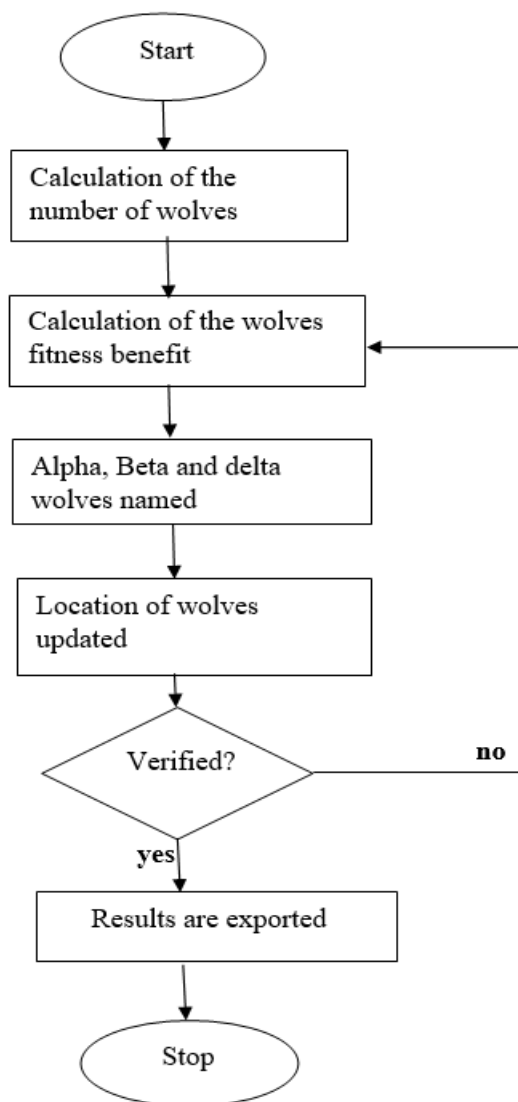 Start
Calculation of the
number of wolves
Calculation of the wolves
fitness benefit
Alpha, Beta and delta
wolves named
Location of wolves
updated
Verified?
no
yes
Results are exported
Stop